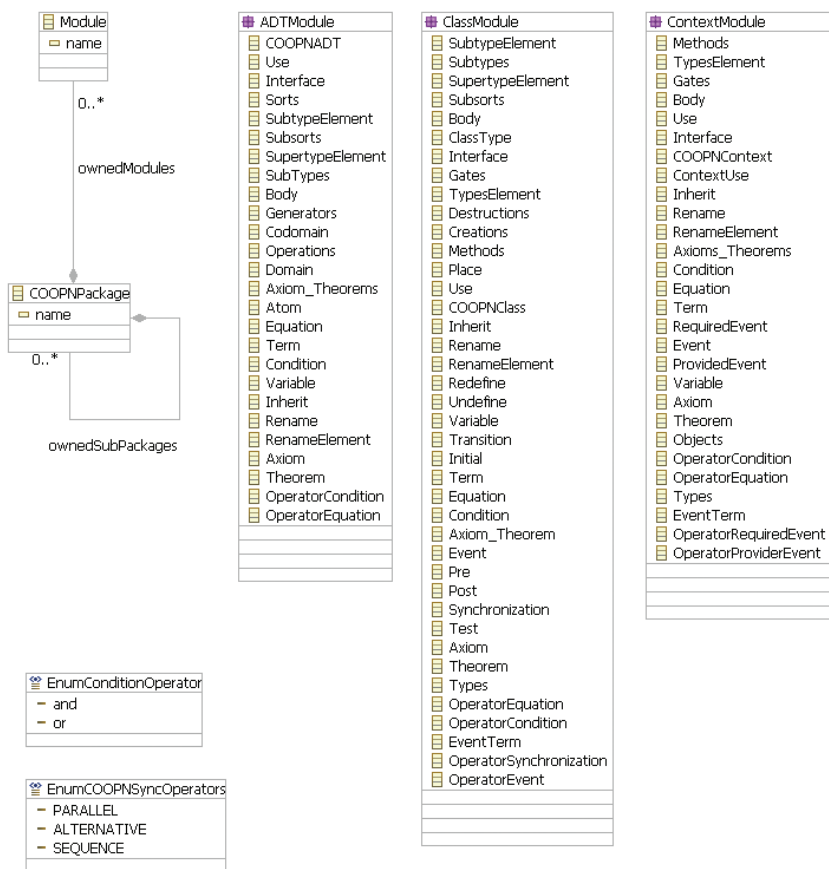 Module
name
0..*
ownedModules
COOPNPackage
name
0..*
ownedSubPackages
EnumConditionOperator
and
or
EnumCOOPNSyncOperators
PARALLEL
ALTERNATIVE
SEQUENCE
ADTModule
COOPNADT
Use
Interface
Sorts
SubtypeElement
Subsorts
SupertypeElement
SubTypes
Body
Generators
Codomain
Operations
Domain
Axiom_Theorems
Atom
Equation
Term
Condition
Variable
Inherit
Rename
RenameElement
Axiom
Theorem
OperatorCondition
OperatorEquation
ClassModule
SubtypeElement
Subtypes
SupertypeElement
Subsorts
Body
ClassType
Interface
Gates
TypesElement
Destructions
Creations
Methods
Place
Use
COOPNClass
Inherit
Rename
RenameElement
Redefine
Undefine
Variable
Transition
Initial
Term
Equation
Condition
Axiom_Theorem
Event
Pre
Post
Synchronization
Test
Axiom
Theorem
Types
OperatorEquation
OperatorCondition
EventTerm
OperatorSynchronization
OperatorEvent
ContextModule
Methods
TypesElement
Gates
Body
Use
Interface
COOPNContext
ContextUse
Inherit
Rename
RenameElement
Axioms_Theorems
Condition
Equation
Term
RequiredEvent
Event
ProvidedEvent
Variable
Axiom
Theorem
Objects
OperatorCondition
OperatorEquation
Types
EventTerm
OperatorRequiredEvent
OperatorProviderEvent